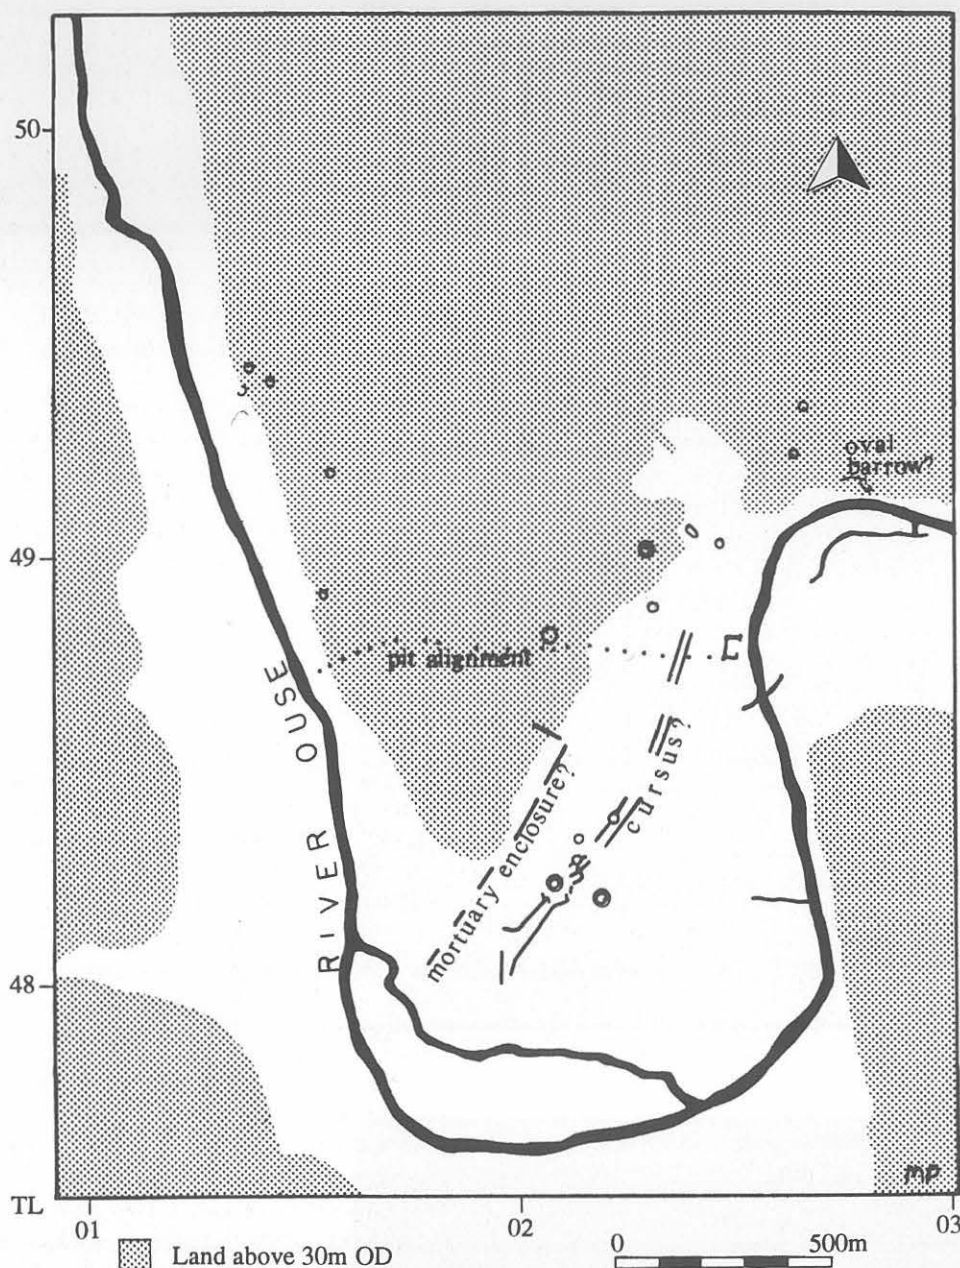 50
oval
barrow?
49
pit alignment
RIVER OUSE
mortuary enclosure?
cursus?
48
MP
TL
01
02
03
Land above 30m OD
0
500m